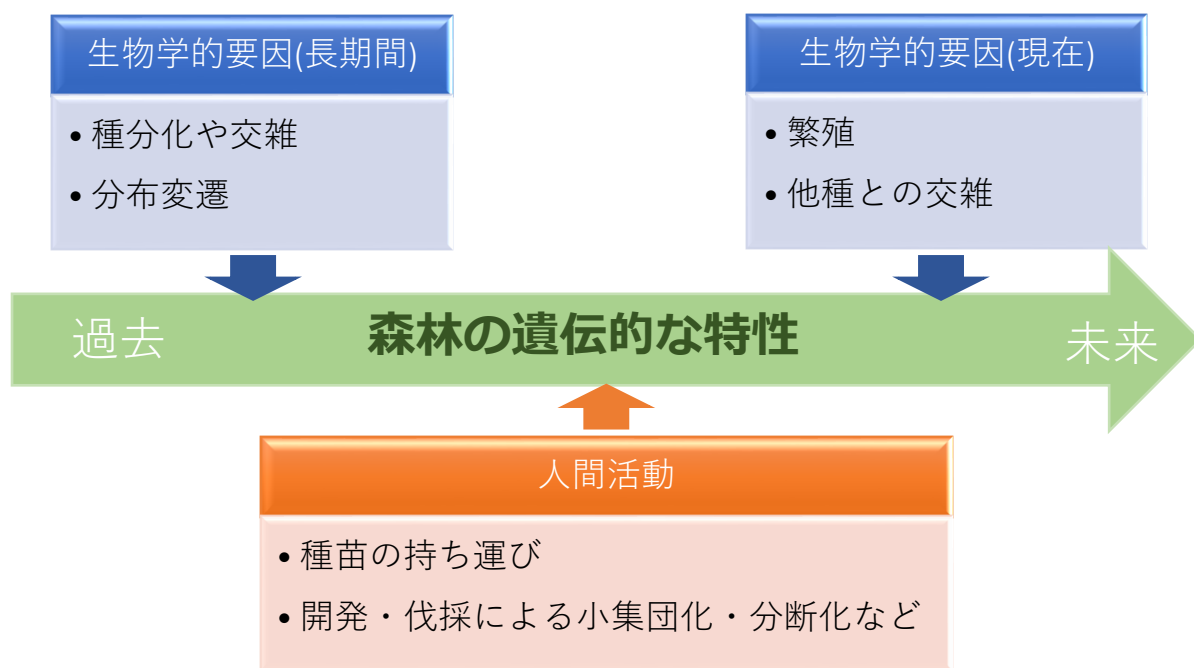 生物学的要因(長期間)
• 種分化や交雑
• 分布変遷
生物学的要因(現在)
• 繁殖
• 他種との交雑
過去
森林の遺伝的な特性
未来
人間活動
• 種苗の持ち運び
• 開発・伐採による小集団化・分断化など